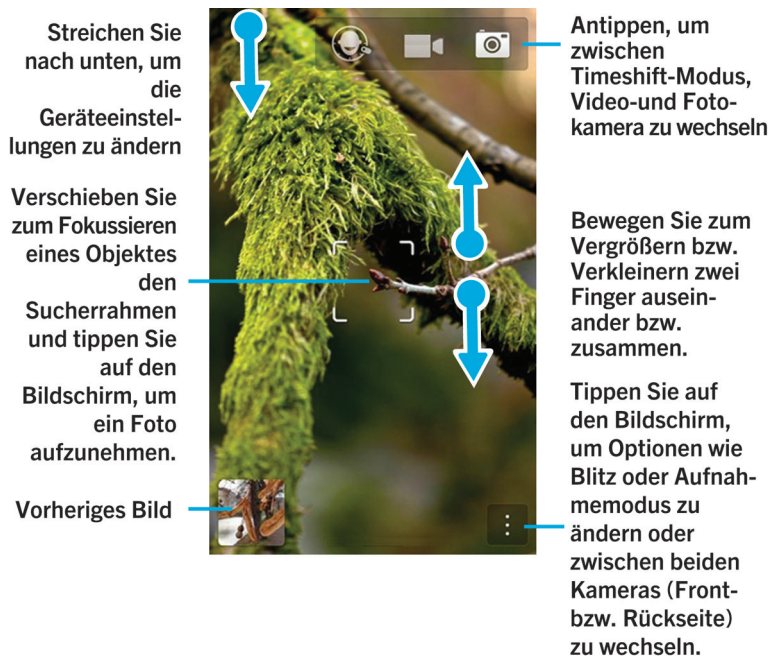 Streichen Sie
nach unten, um
die
Geräteeinstel-
lungen zu ändern
Verschieben Sie
zum Fokussieren
eines Objektes
den
Sucherrahmen
und tippen Sie
auf den
Bildschirm, um
ein Foto
aufzunehmen.
Vorheriges Bild
Antippen, um
zwischen
Timeshift-Modus,
Video-und Foto-
kamera zu wechseln
Bewegen Sie zum
Vergrößern bzw.
Verkleinern zwei
Finger ausein-
ander bzw.
zusammen.
Tippen Sie auf
den Bildschirm,
um Optionen wie
Blitz oder Aufnah-
memodus zu
ändern oder
zwischen beiden
Kameras (Front-
bzw. Rückseite)
zu wechseln.